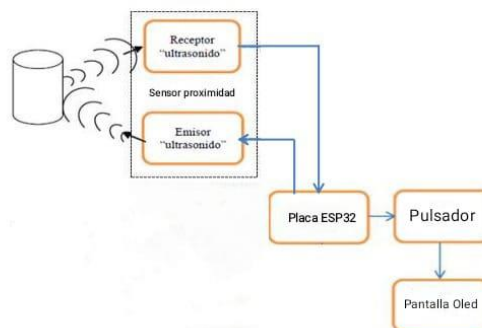 Receptor
“ultrasonido”
Sensor proximidad
Emisor
“ultrasonido”
Placa ESP32
Pulsador
Pantalla Oled